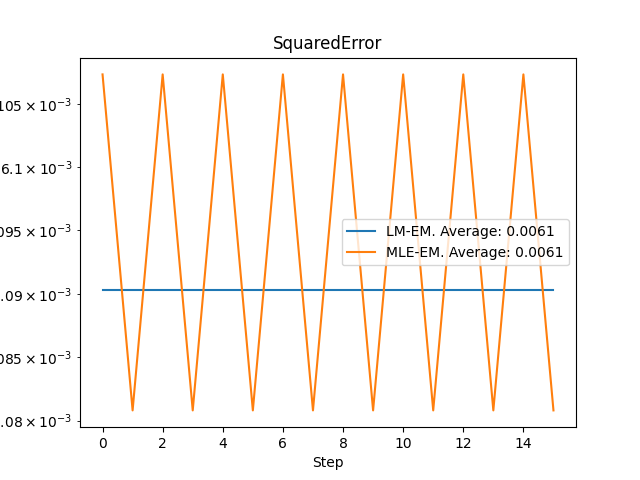 SquaredError
105 × 10⁻³
6.1 × 10⁻³
095 × 10⁻³
.09 × 10⁻³
085 × 10⁻³
.08 × 10⁻³
LM-EM. Average: 0.0061
MLE-EM. Average: 0.0061
0 2 4 6 8 10 12 14
Step